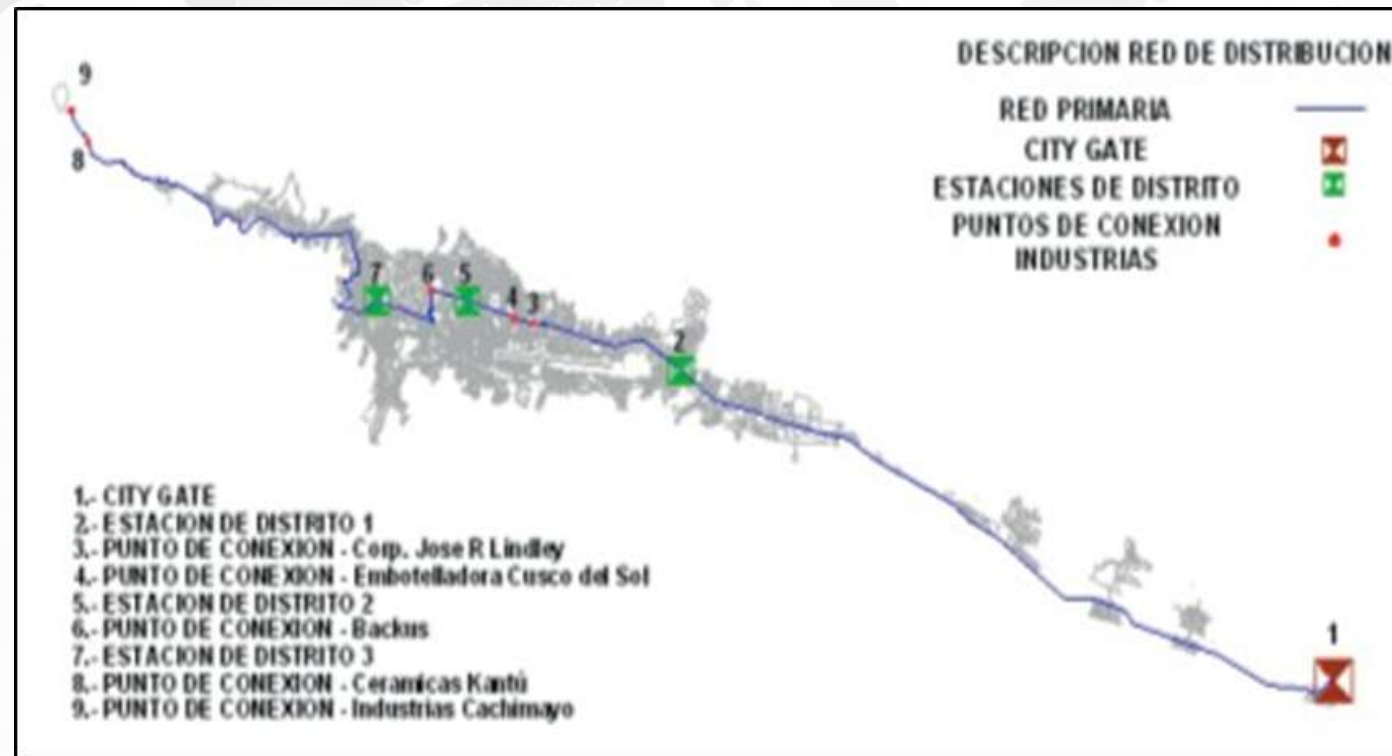 DESCRIPCION RED DE DISTRIBUCION
RED PRIMARIA
CITY GATE
ESTACIONES DE DISTRITO
PUNTOS DE CONEXION
INDUSTRIAS
9
8
7
6
5
4
3
2
1
1.- CITY GATE
2.- ESTACION DE DISTRITO 1
3.- PUNTO DE CONEXION - Corp. Jose R Lindley
4.- PUNTO DE CONEXION - Embotelladora Cusco del Sol
5.- ESTACION DE DISTRITO 2
6.- PUNTO DE CONEXION - Backus
7.- ESTACION DE DISTRITO 3
8.- PUNTO DE CONEXION - Ceramicas Kantú
9.- PUNTO DE CONEXION - Industrias Cachimayo